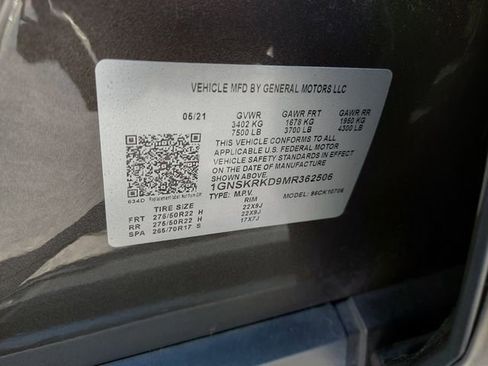 VEHICLE MFD BY GENERAL MOTORS LLC
05/21 GVWR GAWR FRT GAWR RR
3402 KG 1678 KG 1950 KG
7500 LB 3700 LB 4300 LB
THIS VEHICLE CONFORMS TO ALL
APPLICABLE U.S. FEDERAL MOTOR
VEHICLE SAFETY STANDARDS IN EFFECT
ON THE DATE OF MANUFACTURE
1GNSKRKD9MR362506
TYPE: M.P.V. MODEL: 86CK10706
634D
TIRE SIZE RIM
FRT 275/50R22 H 22X9J
RR 275/50R22 H 22X9J
SPA 265/70R17 S 17X7J